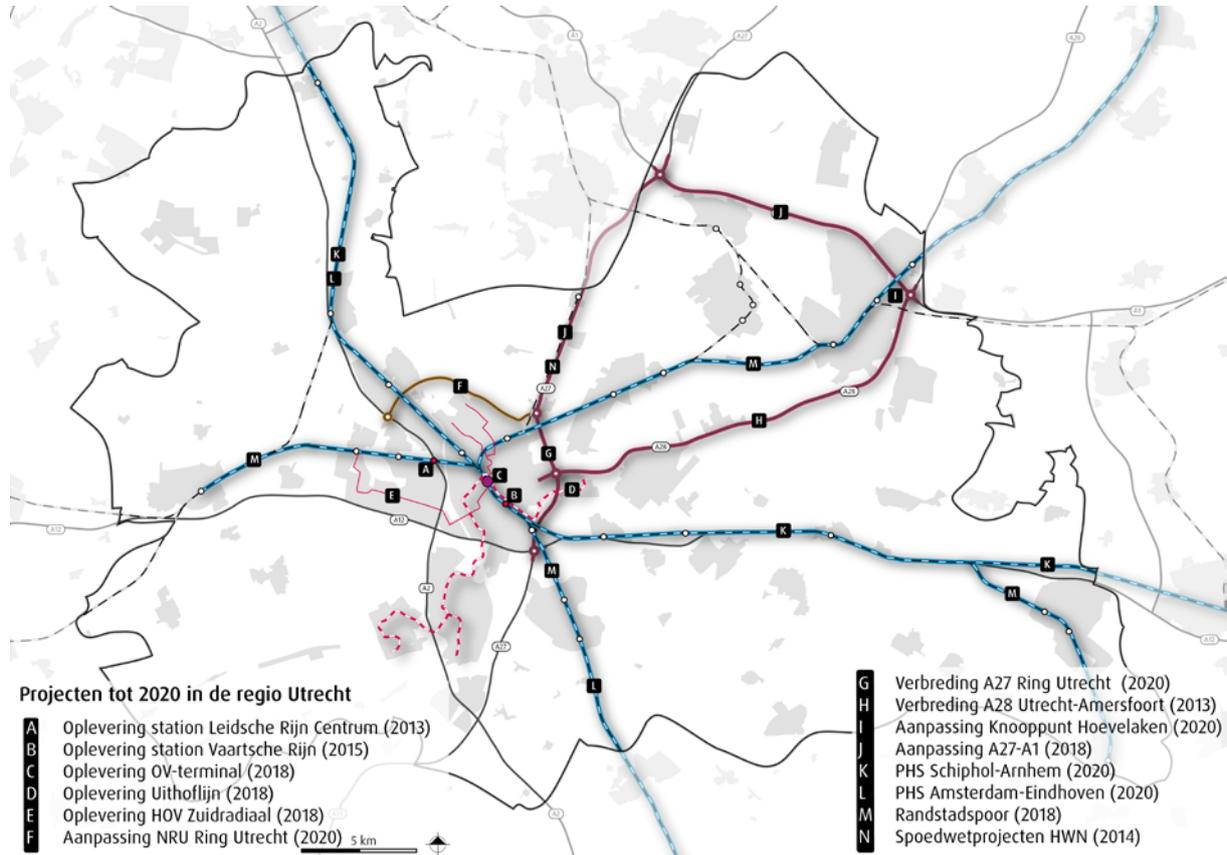 A2
A1
A27
A28
K
L
J
I
J
N
M
A27
F
A28
H
G
A28
M
A
C
D
E
B
A1
A12
A12
K
M
K
M
A2
A27
L
A12
A2
Projecten tot 2020 in de regio Utrecht
A Oplevering station Leidsche Rijn Centrum (2013)
B Oplevering station Vaartsche Rijn (2015)
C Oplevering OV-terminal (2018)
D Oplevering Uithoflijn (2018)
E Oplevering HOV Zuidradiaal (2018)
F Aanpassing NRU Ring Utrecht (2020)
5 km
G Verbreding A27 Ring Utrecht (2020)
H Verbreding A28 Utrecht-Amersfoort (2013)
I Aanpassing Knooppunt Hoevelaken (2020)
J Aanpassing A27-A1 (2018)
K PHS Schiphol-Arnhem (2020)
L PHS Amsterdam-Eindhoven (2020)
M Randstadspoor (2018)
N Spoedwetprojecten HWN (2014)